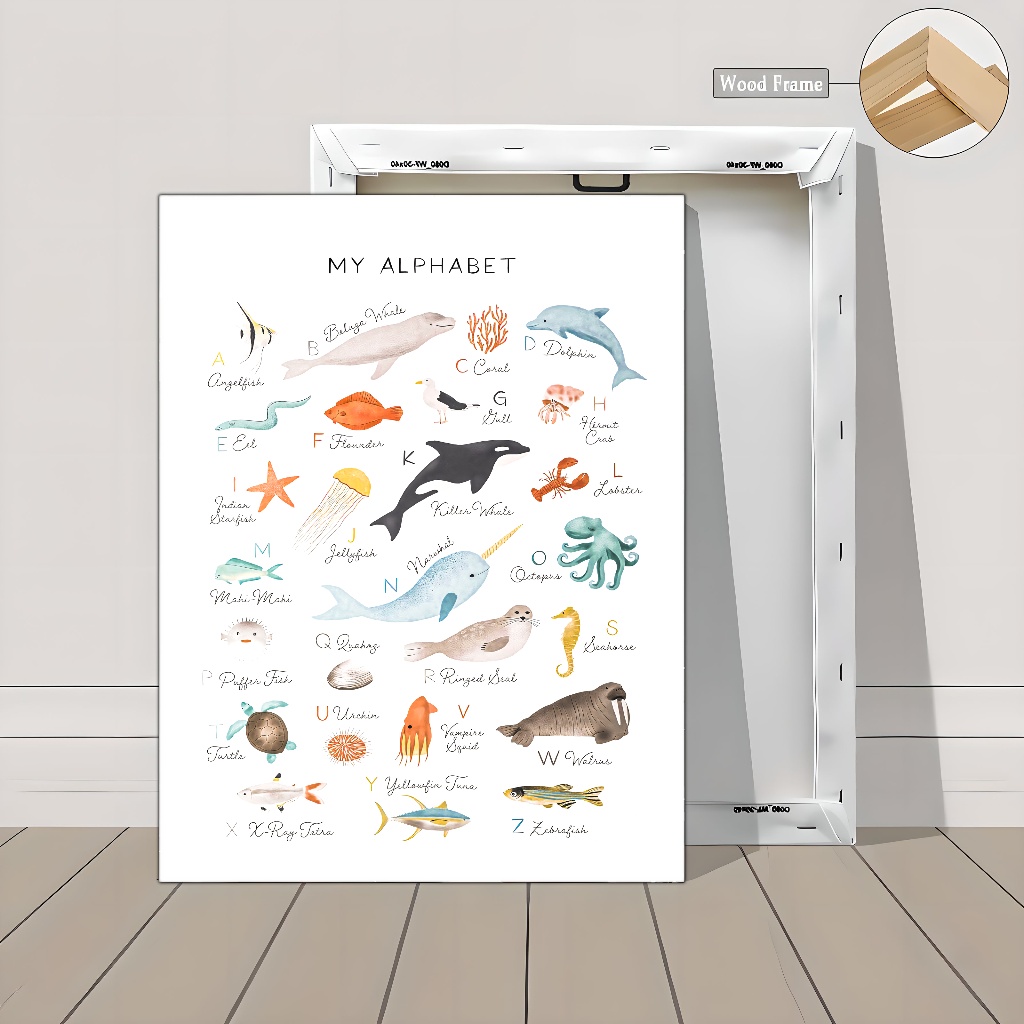 Wood Frame
MY ALPHABET
A
Angelfish
B
Beluga Whale
C Coral
D Dolphin
E Eel
F Flounder
G
Gull
H
Hermit
Crab
I
Indian
Starfish
J
Jellyfish
K
Killer Whale
L
Lobster
M
Mahi-Mahi
N
Narwhal
O
Octopus
P Puffer Fish
Q Quahog
R Ringed Seal
S
Seahorse
T
Turtle
U Urchin
V
Vampire
Squid
W Walrus
X X-Ray Tetra
Y Yellowfin Tuna
Z Zebrafish